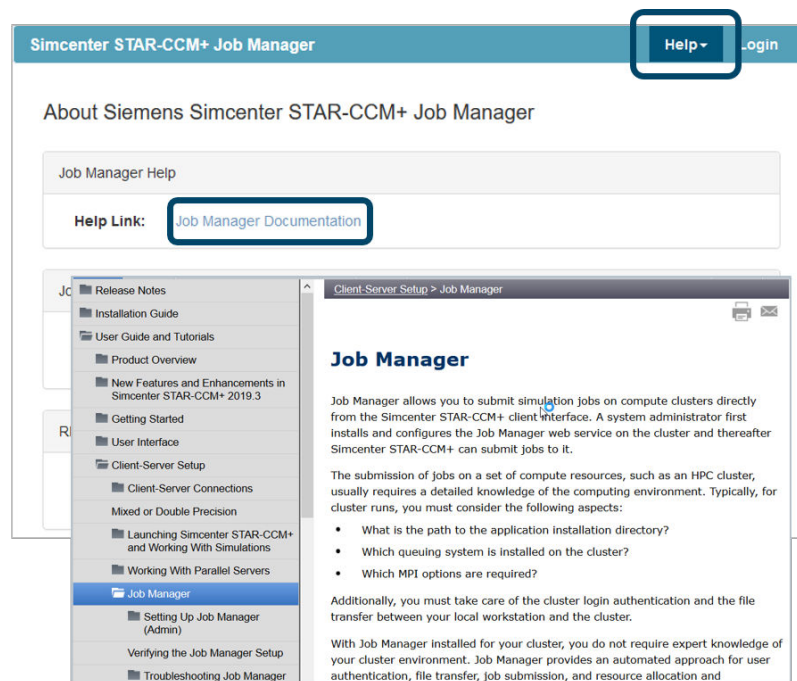 Simcenter STAR-CCM+ Job Manager Help Login
About Siemens Simcenter STAR-CCM+ Job Manager
Job Manager Help
Help Link: Job Manager Documentation
Release Notes
Installation Guide
User Guide and Tutorials
Product Overview
New Features and Enhancements in
Simcenter STAR-CCM+ 2019.3
Getting Started
User Interface
Client-Server Setup
Client-Server Connections
Mixed or Double Precision
Launching Simcenter STAR-CCM+
and Working With Simulations
Working With Parallel Servers
Job Manager
Setting Up Job Manager
(Admin)
Verifying the Job Manager Setup
Troubleshooting Job Manager
Client-Server Setup > Job Manager
Job Manager
Job Manager allows you to submit simulation jobs on compute clusters directly
from the Simcenter STAR-CCM+ client interface. A system administrator first
installs and configures the Job Manager web service on the cluster and thereafter
Simcenter STAR-CCM+ can submit jobs to it.
The submission of jobs on a set of compute resources, such as an HPC cluster,
usually requires a detailed knowledge of the computing environment. Typically, for
cluster runs, you must consider the following aspects:
• What is the path to the application installation directory?
• Which queuing system is installed on the cluster?
• Which MPI options are required?
Additionally, you must take care of the cluster login authentication and the file
transfer between your local workstation and the cluster.
With Job Manager installed for your cluster, you do not require expert knowledge of
your cluster environment. Job Manager provides an automated approach for user
authentication, file transfer, job submission, and resource allocation and